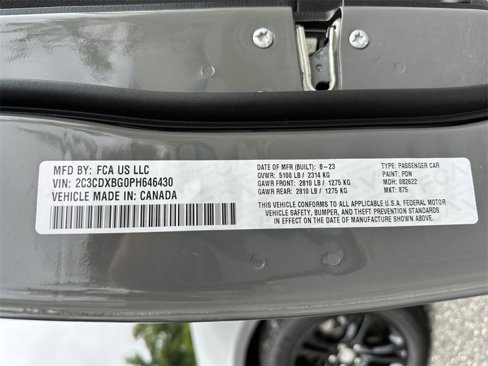 MFD BY: FCA US LLC
VIN: 2C3CDXBG0PH646430
VEHICLE MADE IN: CANADA
DATE OF MFR (BUILT): 8-23
GVWR: 5100 LB / 2314 KG
GAWR FRONT: 2810 LB / 1275 KG
GAWR REAR: 2810 LB / 1275 KG
TYPE: PASSENGER CAR
PAINT: PDN
MDH: 082622
MKT: B75
THIS VEHICLE CONFORMS TO ALL APPLICABLE U.S.A. FEDERAL MOTOR
VEHICLE SAFETY, BUMPER, AND THEFT PREVENTION STANDARDS
IN EFFECT ON THE DATE OF MANUFACTURE SHOWN ABOVE.